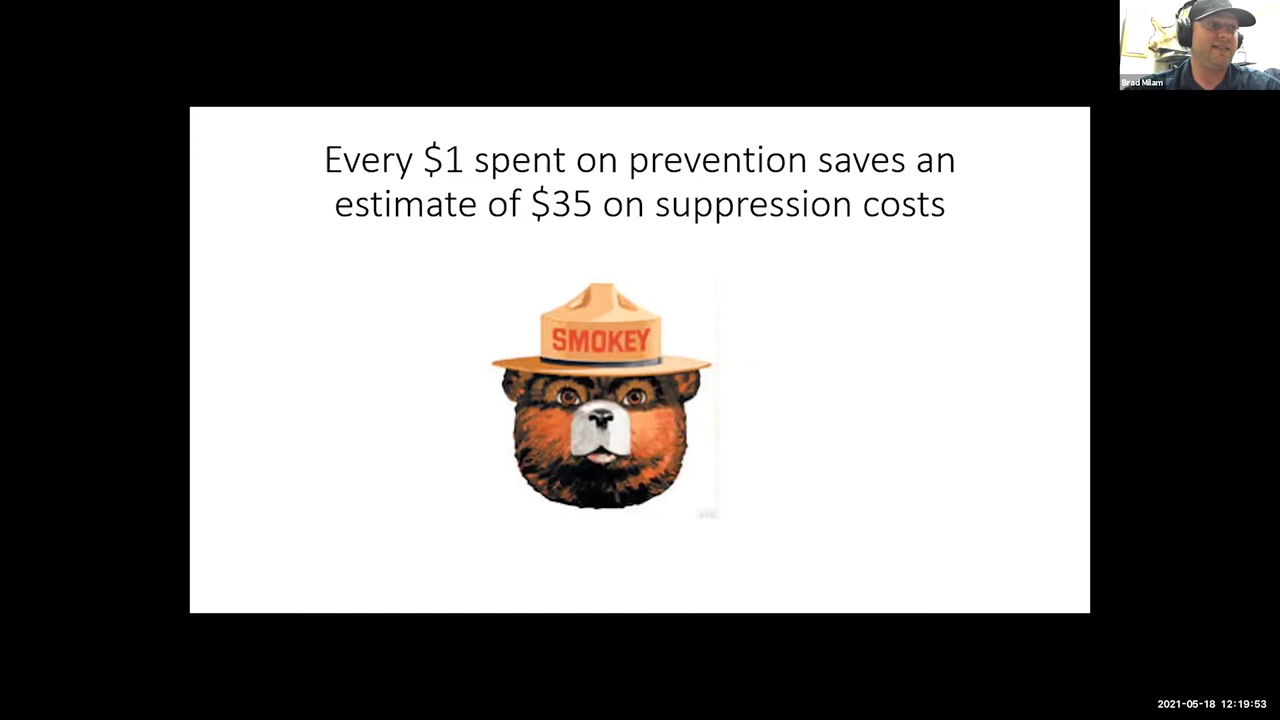 Brad Milam
Every $1 spent on prevention saves an
estimate of $35 on suppression costs
SMOKEY
2021-05-18 12:19:53